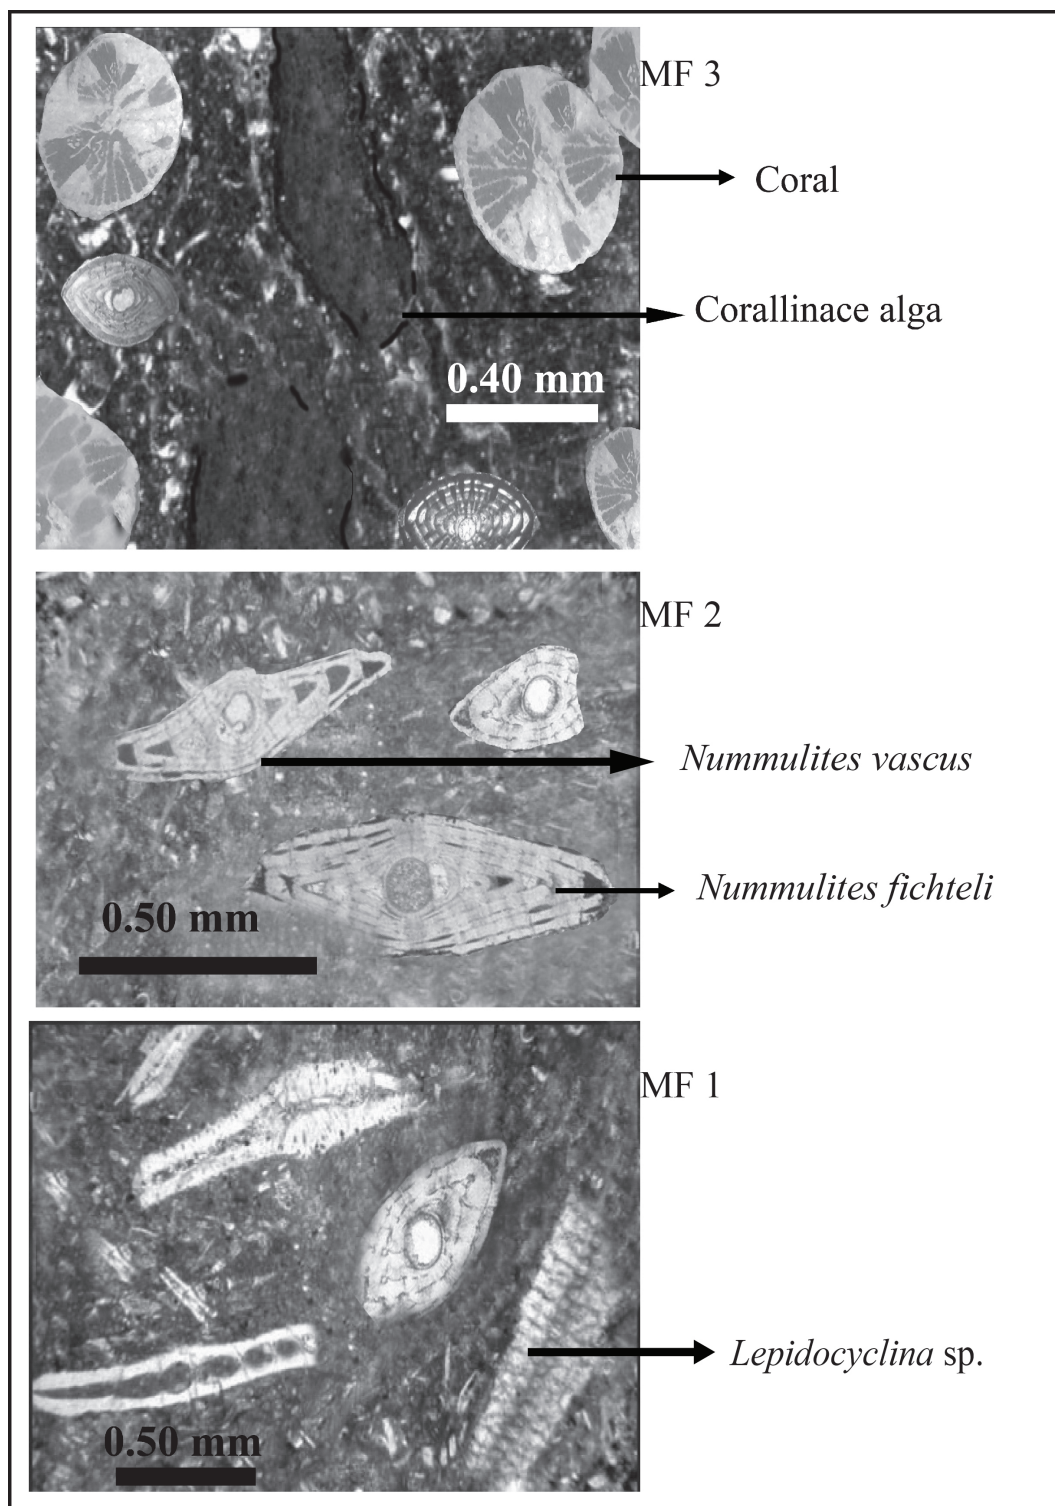 MF 3
Coral
Corallinace alga
0.40 mm
MF 2
Nummulites vascus
Nummulites fichteli
0.50 mm
MF 1
Lepidocyclina sp.
0.50 mm